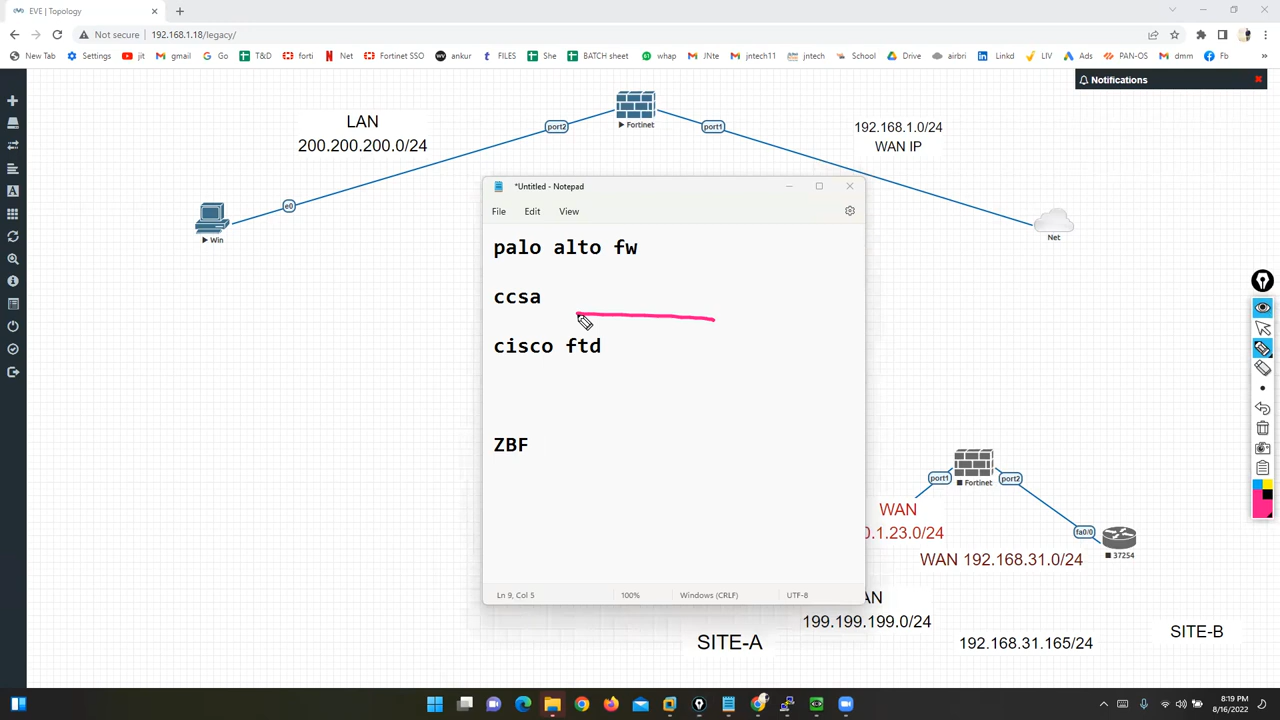 EVE | Topology
Not secure | 192.168.1.18/legacy/
New Tab Settings jit gmail Go T&D forti Net Fortinet SSO ankur FILES She BATCH sheet whap JNte jntech11 jntech School Drive airbri Linkd LIV Ads PAN-OS dmm Fb
Notifications
LAN
200.200.200.0/24
port2
Fortinet
port1
192.168.1.0/24
WAN IP
e0
Win
Net
*Untitled - Notepad
File Edit View
palo alto fw
ccsa
cisco ftd
ZBF
Ln 9, Col 5 100% Windows (CRLF) UTF-8
port1
Fortinet
port2
WAN
0.1.23.0/24
fa0/0
37254
WAN 192.168.31.0/24
AN
199.199.199.0/24
SITE-A
192.168.31.165/24
SITE-B
8:19 PM
8/16/2022